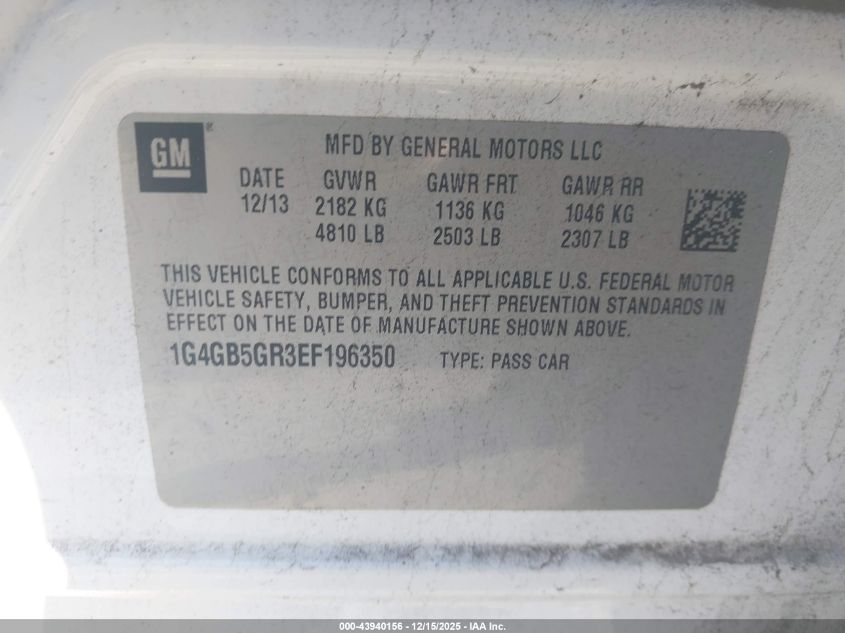 GM®
MFD BY GENERAL MOTORS LLC
DATE GVWR GAWR FRT GAWR RR
12/13 2182 KG 1136 KG 1046 KG
4810 LB 2503 LB 2307 LB
THIS VEHICLE CONFORMS TO ALL APPLICABLE U.S. FEDERAL MOTOR
VEHICLE SAFETY, BUMPER, AND THEFT PREVENTION STANDARDS IN
EFFECT ON THE DATE OF MANUFACTURE SHOWN ABOVE.
1G4GB5GR3EF196350 TYPE: PASS CAR
000-43940156 - 12/15/2025 - IAA Inc.